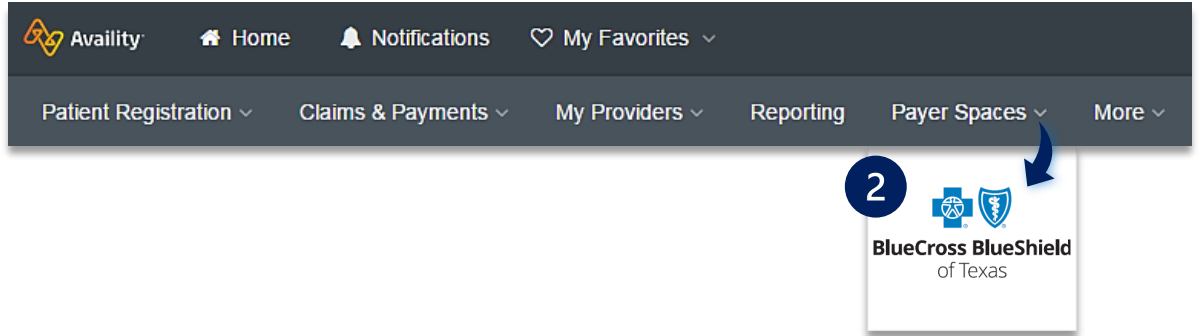 Availity Home Notifications My Favorites
Patient Registration Claims & Payments My Providers Reporting Payer Spaces More
2
BlueCross BlueShield
of Texas